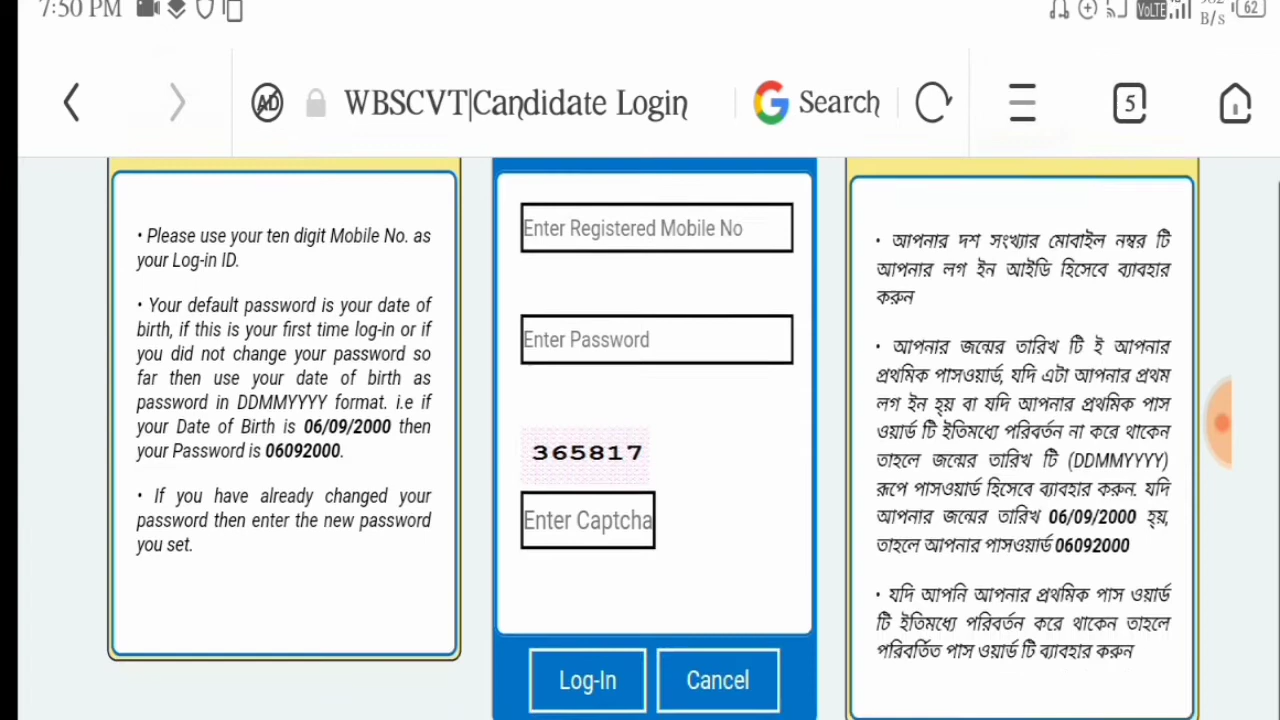 7:50 PM
VoLTE
B/s
62
AD
WBSCVT|Candidate Login
Search
5
• Please use your ten digit Mobile No. as
your Log-in ID.
• Your default password is your date of
birth, if this is your first time log-in or if
you did not change your password so
far then use your date of birth as
password in DDMMYYYY format. i.e if
your Date of Birth is 06/09/2000 then
your Password is 06092000.
• If you have already changed your
password then enter the new password
you set.
Enter Registered Mobile No
Enter Password
365817
Enter Captcha
Log-In
Cancel
• আপনার দশ সংখ্যার মোবাইল নম্বর টি
আপনার লগ ইন আইডি হিসেবে ব্যাবহার
করুন
• আপনার জন্মের তারিখ টি ই আপনার
প্রথমিক পাসওয়ার্ড, যদি এটা আপনার প্রথম
লগ ইন হ্য় বা যদি আপনার প্রথমিক পাস
ওয়ার্ড টি ইতিমধ্যে পরিবর্তন না করে থাকেন
তাহলে জন্মের তারিখ টি (DDMMYYYY)
রূপে পাসওয়ার্ড হিসেবে ব্যাবহার করুন. যদি
আপনার জন্মের তারিখ 06/09/2000 হ্য়,
তাহলে আপনার পাসওয়ার্ড 06092000
• যদি আপনি আপনার প্রথমিক পাস ওয়ার্ড
টি ইতিমধ্যে পরিবর্তন করে থাকেন তাহলে
পরিবর্তিত পাস ওয়ার্ড টি ব্যাবহার করুন